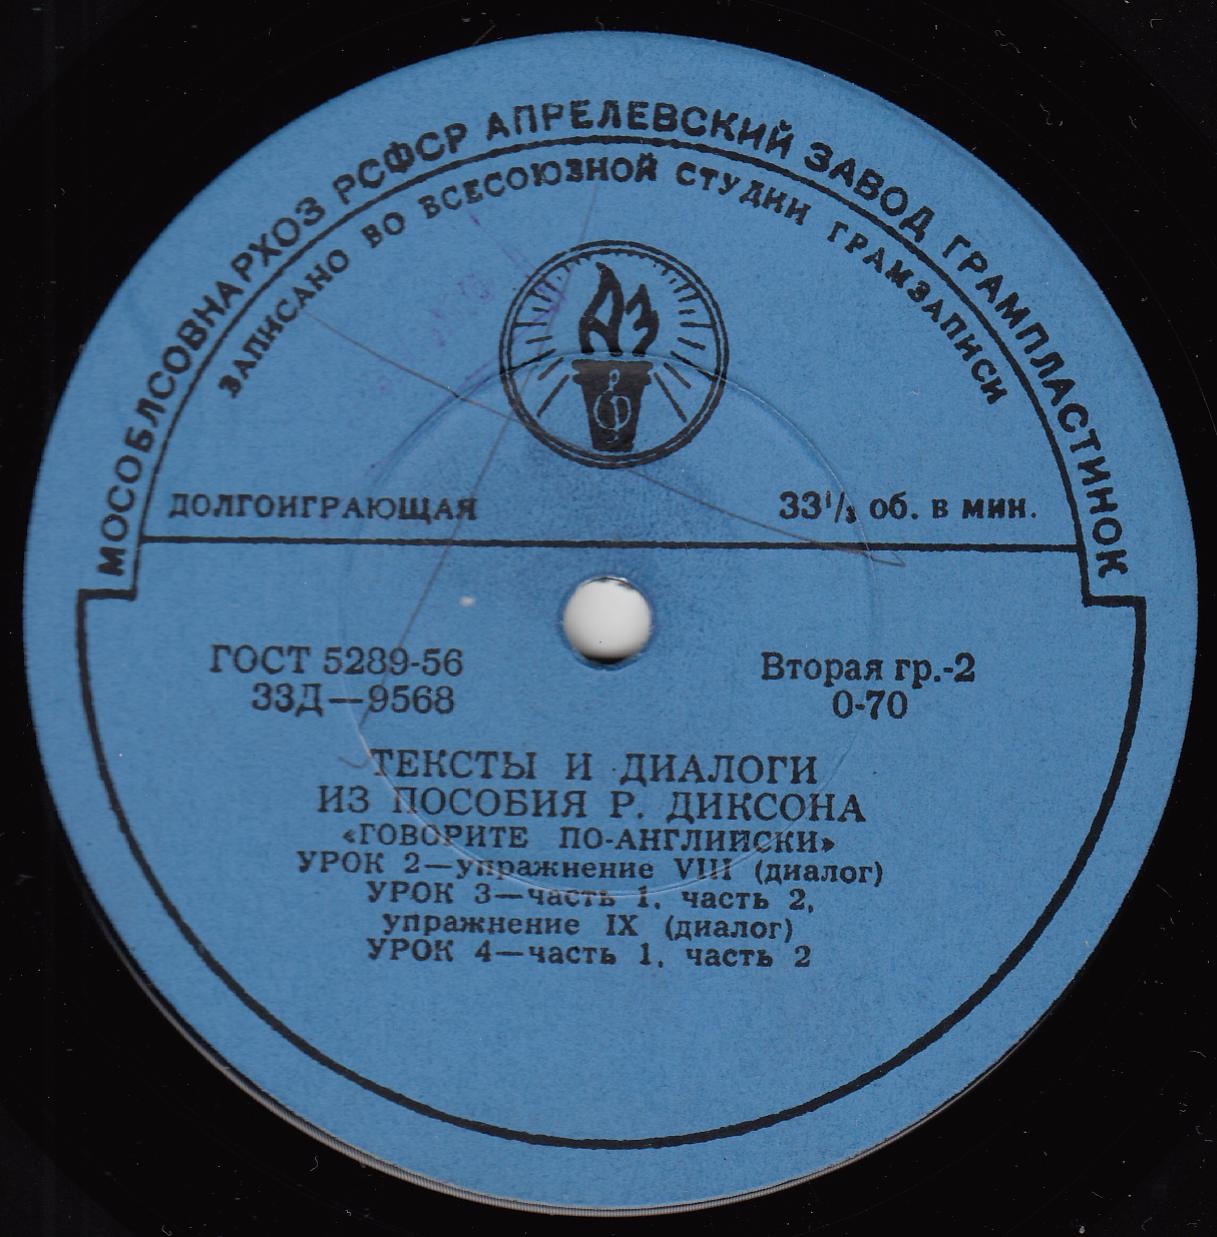 МОСОБЛСОВНАРХОЗ РСФСР АПРЕЛЕВСКИЙ ЗАВОД ГРАМПЛАСТИНОК
ЗАПИСАНО ВО ВСЕСОЮЗНОЙ СТУДИИ ГРАМЗАПИСИ
АЗ
ДОЛГОИГРАЮЩАЯ 33⅓ об. в мин.
ГОСТ 5289-56 Вторая гр.-2
33Д—9568 0-70
ТЕКСТЫ И ДИАЛОГИ
ИЗ ПОСОБИЯ Р. ДИКСОНА
«ГОВОРИТЕ ПО-АНГЛИЙСКИ»
УРОК 2—упражнение VIII (диалог)
УРОК 3—часть 1, часть 2,
упражнение IX (диалог)
УРОК 4—часть 1, часть 2